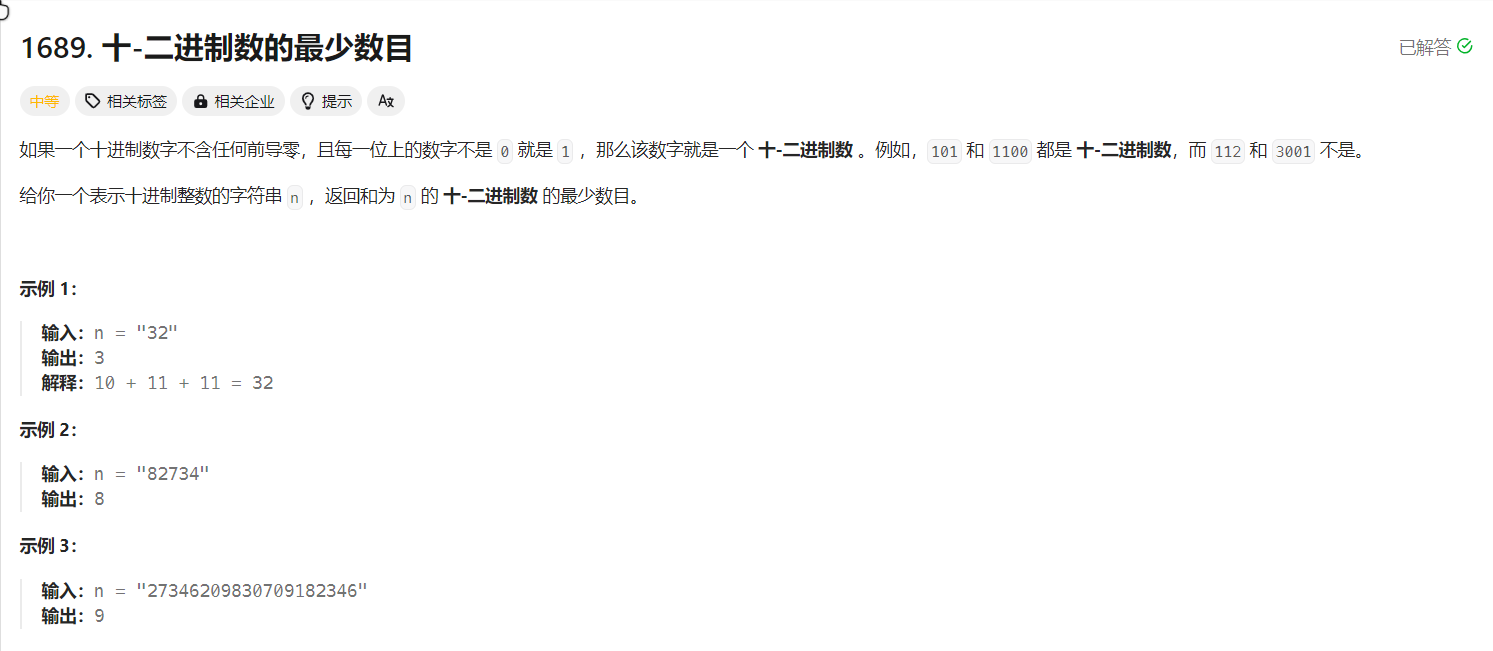 1689. 十-二进制数的最少数目
已解答
中等 相关标签 相关企业 提示
如果一个十进制数字不含任何前导零，且每一位上的数字不是 0 就是 1 ，那么该数字就是一个 十-二进制数 。例如，101 和 1100 都是 十-二进制数，而 112 和 3001 不是。
给你一个表示十进制整数的字符串 n ，返回和为 n 的 十-二进制数 的最少数目。
示例 1：
输入：n = "32"
输出：3
解释：10 + 11 + 11 = 32
示例 2：
输入：n = "82734"
输出：8
示例 3：
输入：n = "27346209830709182346"
输出：9